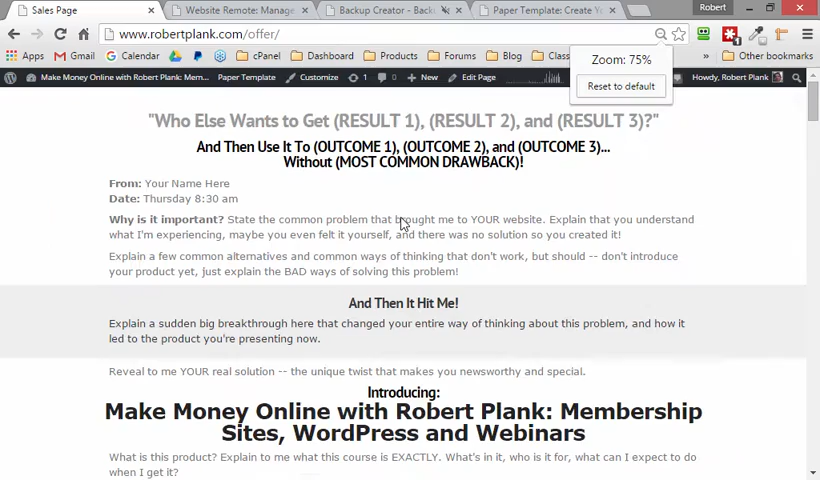 Sales Page
Website Remote: Manage
Backup Creator - Back
Paper Template: Create Y
Robert
www.robertplank.com/offer/
Apps
Gmail
Calendar
cPanel
Dashboard
Products
Forums
Blog
Class
»
Other bookmarks
Zoom: 75%
Reset to default
Make Money Online with Robert Plank: Mem...
Paper Template
Customize
1
New
Edit Page
Howdy, Robert Plank
"Who Else Wants to Get (RESULT 1), (RESULT 2), and (RESULT 3)?"
And Then Use It To (OUTCOME 1), (OUTCOME 2), and (OUTCOME 3)...
Without (MOST COMMON DRAWBACK)!
From: Your Name Here
Date: Thursday 8:30 am
Why is it important? State the common problem that brought me to YOUR website. Explain that you understand
what I'm experiencing, maybe you even felt it yourself, and there was no solution so you created it!
Explain a few common alternatives and common ways of thinking that don't work, but should -- don't introduce
your product yet, just explain the BAD ways of solving this problem!
And Then It Hit Me!
Explain a sudden big breakthrough here that changed your entire way of thinking about this problem, and how it
led to the product you're presenting now.
Reveal to me YOUR real solution -- the unique twist that makes you newsworthy and special.
Introducing:
Make Money Online with Robert Plank: Membership
Sites, WordPress and Webinars
What is this product? Explain to me what this course is EXACTLY. What's in it, who is it for, what can I expect to do
when I get it?